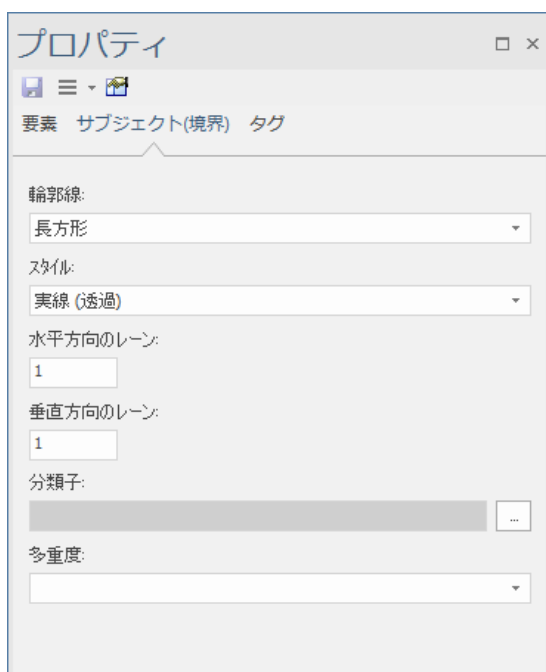 プロパティ
要素 サブジェクト(境界) タグ
輪郭線:
長方形
スタイル:
実線 (透過)
水平方向のレーン:
1
垂直方向のレーン:
1
分類子:
...
多重度: